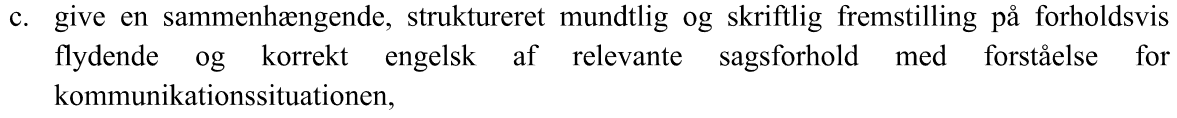 c. give en sammenhængende, struktureret mundtlig og skriftlig fremstilling på forholdsvis
flydende og korrekt engelsk af relevante sagsforhold med forståelse for
kommunikationssituationen,